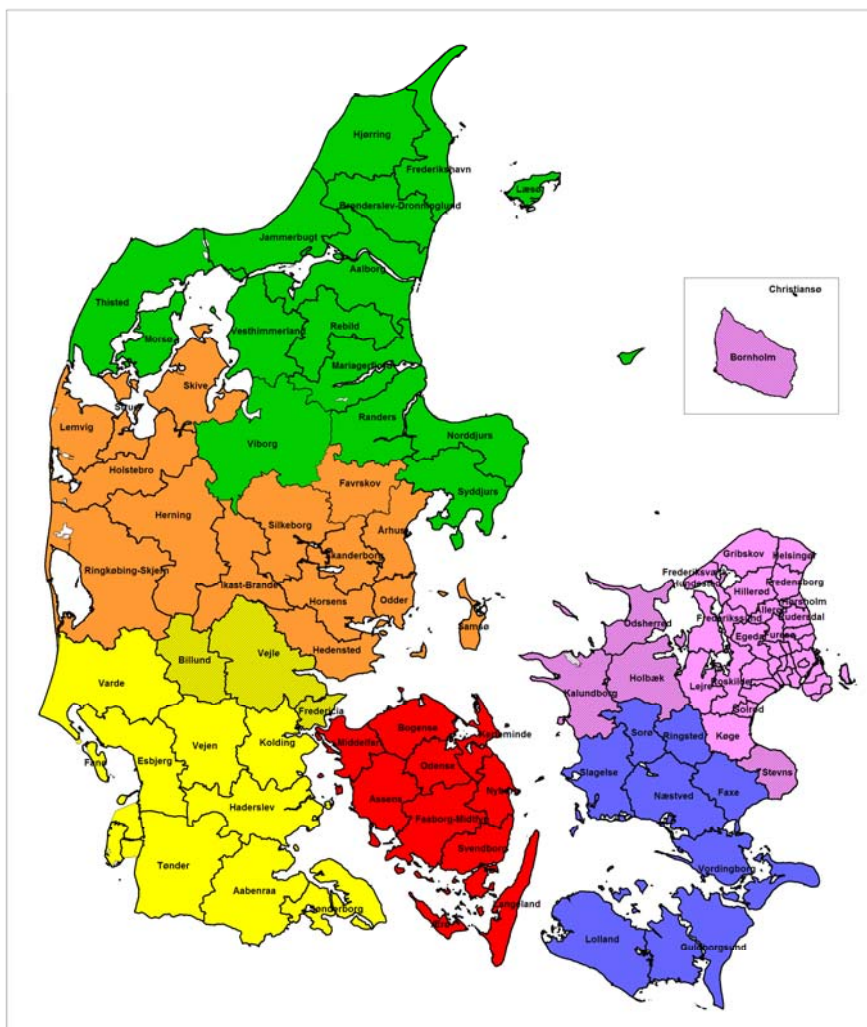 Hjørring
Frederikshavn
Læsø
Brønderslev-Dronninglund
Jammerbugt
Aalborg
Christiansø
Thisted
Vesthimmerland
Rebild
Morsø
Bornholm
Mariagerfjord
Skive
Struer
Randers
Lemvig
Norddjurs
Viborg
Holstebro
Favrskov
Syddjurs
Herning
Silkeborg
Århus
Skanderborg
Gribskov
Helsingør
Ringkøbing-Skjern
Ikast-Brande
Hundested
Hillerød
Fredensborg
Horsens
Odder
Allerød
Hørsholm
Rudersdal
Frederikssund
Samsø
Odsherred
Egedal
Furesø
Hedensted
Billund
Vejle
Holbæk
Roskilde
Varde
Lejre
Kalundborg
Solrød
Fredericia
Bogense
Kerteminde
Sorø
Ringsted
Køge
Middelfart
Vejen
Kolding
Fanø
Esbjerg
Odense
Stevns
Slagelse
Nyborg
Assens
Næstved
Faxe
Haderslev
Faaborg-Midtfyn
Svendborg
Tønder
Vordingborg
Aabenraa
Langeland
Sønderborg
Ærø
Lolland
Guldborgsund